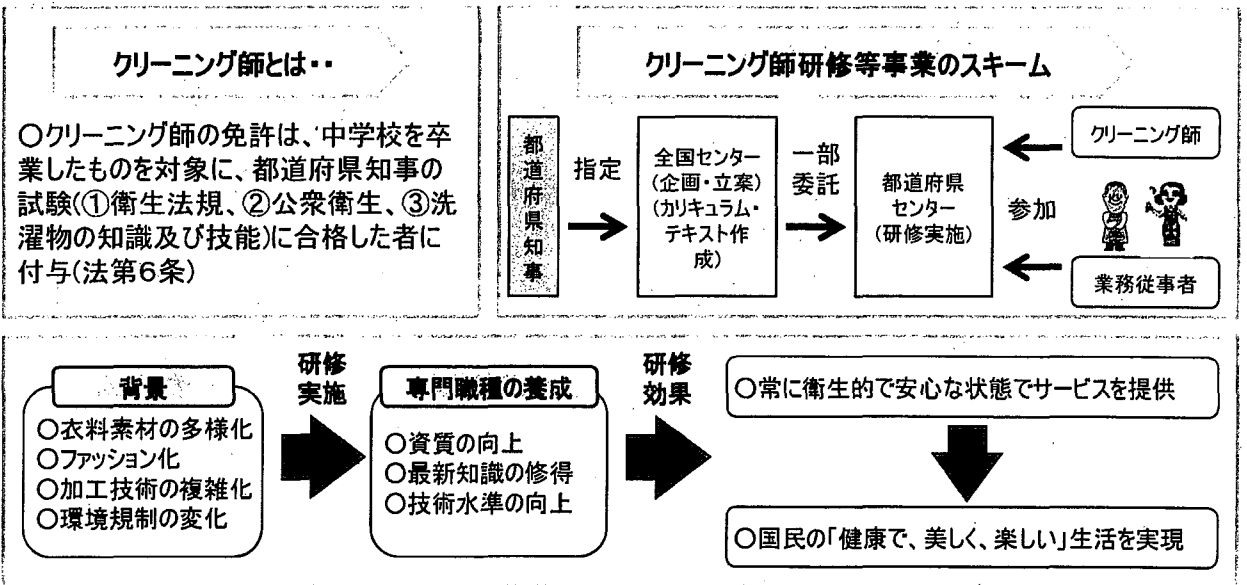 クリーニング師とは・・
〇クリーニング師の免許は、中学校を卒
業したものを対象に、都道府県知事の
試験(①衛生法規、②公衆衛生、③洗
濯物の知識及び技能)に合格した者に
付与(法第6条)
クリーニング師研修等事業のスキーム
都道府県知事
指定
全国センター
(企画・立案)
(カリキュラム・
テキスト作
成)
一部
委託
都道府県
センター
(研修実施)
参加
クリーニング師
業務従事者
背景
〇衣料素材の多様化
〇ファッション化
〇加工技術の複雑化
〇環境規制の変化
研修
実施
専門職種の養成
〇資質の向上
〇最新知識の修得
〇技術水準の向上
研修
効果
〇常に衛生的で安心な状態でサービスを提供
〇国民の「健康で、美しく、楽しい」生活を実現